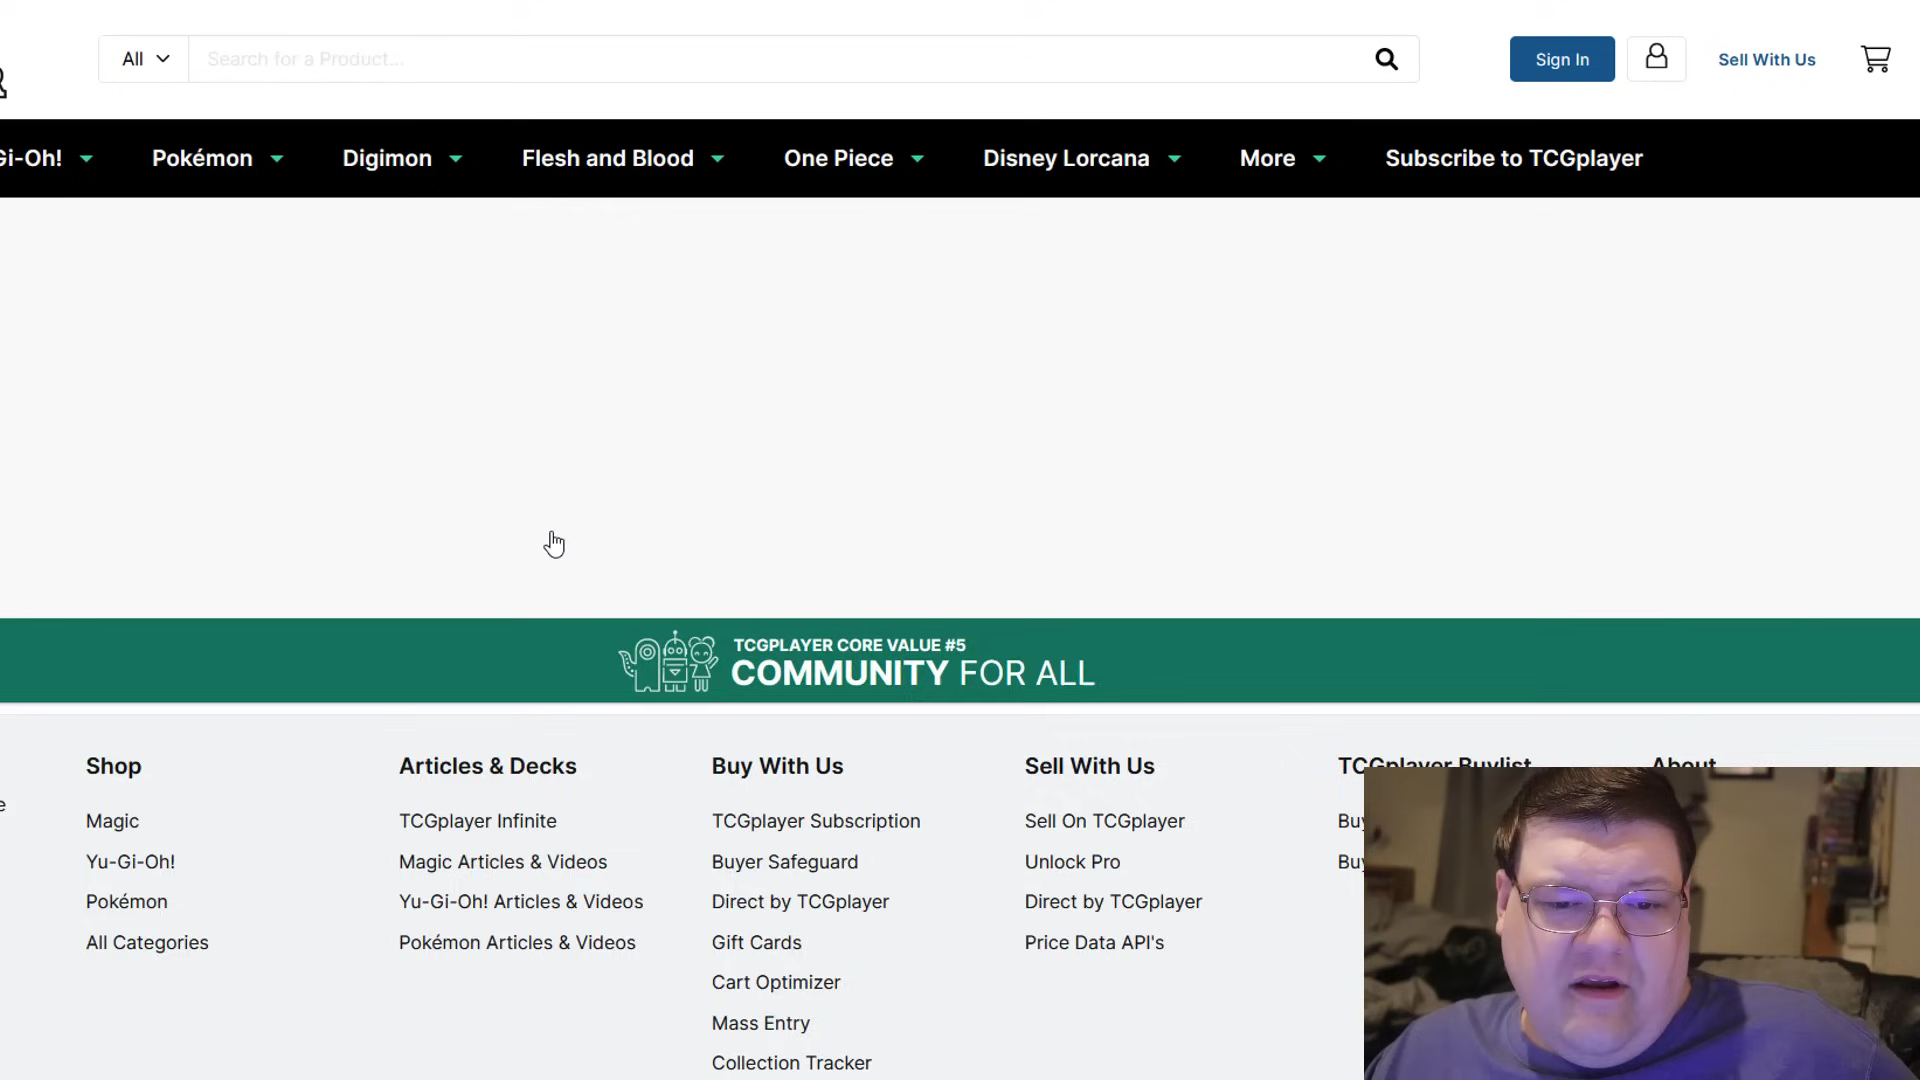 All
Search for a Product...
Sign In
Sell With Us
Gi-Oh!
Pokémon
Digimon
Flesh and Blood
One Piece
Disney Lorcana
More
Subscribe to TCGplayer
TCGPLAYER CORE VALUE #5
COMMUNITY FOR ALL
Shop
Magic
Yu-Gi-Oh!
Pokémon
All Categories
Articles & Decks
TCGplayer Infinite
Magic Articles & Videos
Yu-Gi-Oh! Articles & Videos
Pokémon Articles & Videos
Buy With Us
TCGplayer Subscription
Buyer Safeguard
Direct by TCGplayer
Gift Cards
Cart Optimizer
Mass Entry
Collection Tracker
Sell With Us
Sell On TCGplayer
Unlock Pro
Direct by TCGplayer
Price Data API's
TCGplayer Buylist
About